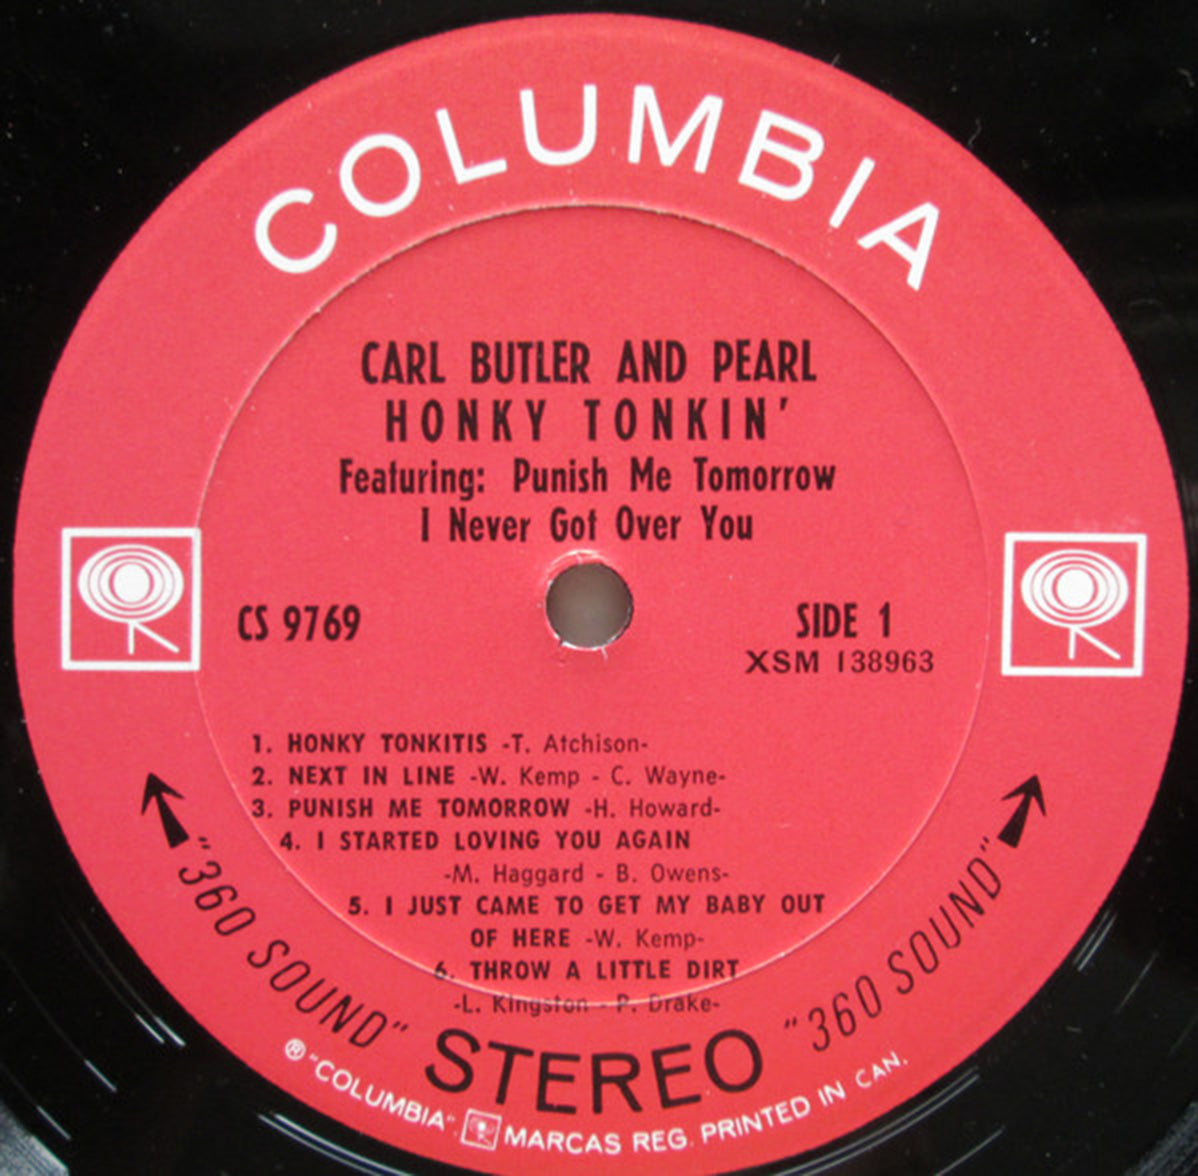 COLUMBIA
CARL BUTLER AND PEARL
HONKY TONKIN'
Featuring: Punish Me Tomorrow
I Never Got Over You
CS 9769
SIDE 1
XSM 138963
1. HONKY TONKITIS -T. Atchison-
2. NEXT IN LINE -W. Kemp - C. Wayne-
3. PUNISH ME TOMORROW -H. Howard-
4. I STARTED LOVING YOU AGAIN
-M. Haggard - B. Owens-
5. I JUST CAME TO GET MY BABY OUT
OF HERE -W. Kemp-
6. THROW A LITTLE DIRT
-L. Kingston - P. Drake-
"360 SOUND" STEREO "360 SOUND"
® "COLUMBIA", MARCAS REG. PRINTED IN CAN.